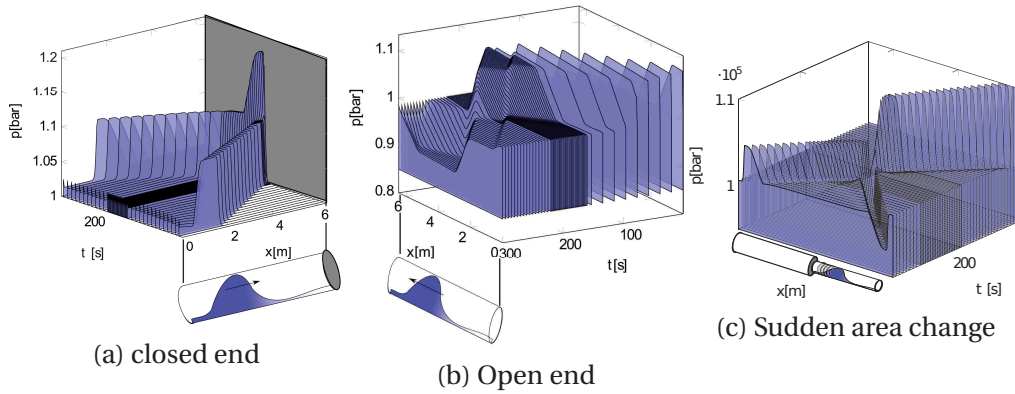 1.2
1.15
1.1
1.05
1
p[bar]
200
t [s]
0
2
4
6
x[m]
(a) closed end
1.1
1
0.9
0.8
p[bar]
6
4
2
0
x[m]
300
200
100
t[s]
(b) Open end
·10⁵
1.1
1
p[bar]
x[m]
200
t [s]
(c) Sudden area change